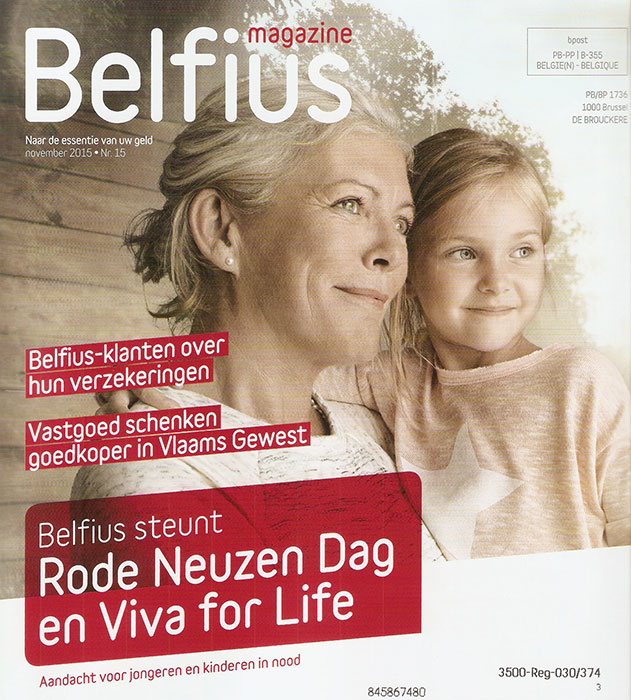 magazine
Belfius
Naar de essentie van uw geld
november 2015 • Nr. 15
bpost
PB-PP | B-355
BELGIE(N) - BELGIQUE
PB/BP 1736
1000 Brussel
DE BROUCKERE
Belfius-klanten over
hun verzekeringen
Vastgoed schenken
goedkoper in Vlaams Gewest
Belfius steunt
Rode Neuzen Dag
en Viva for Life
Aandacht voor jongeren en kinderen in nood
845867480
3500-Reg-030/374
3